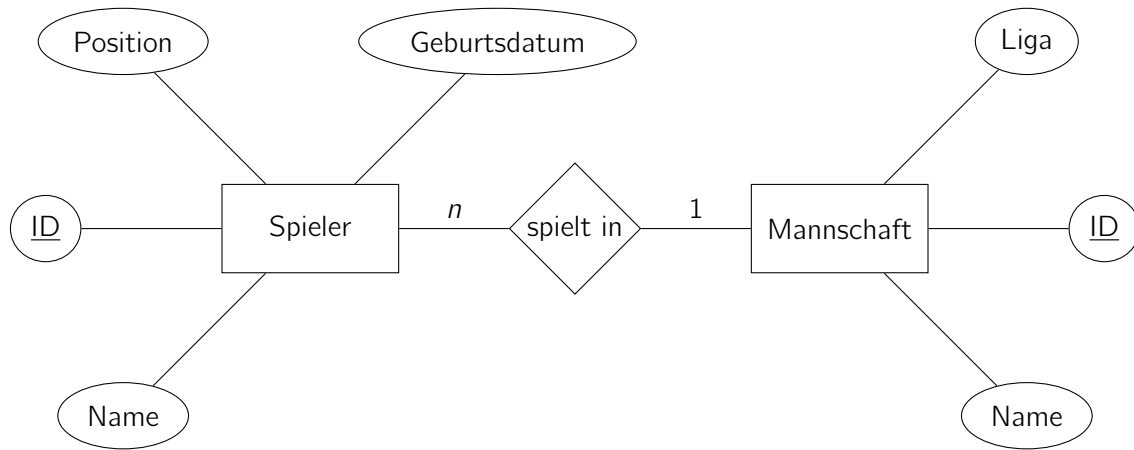 Position
Geburtsdatum
Liga
ID
Spieler
n
spielt in
1
Mannschaft
ID
Name
Name